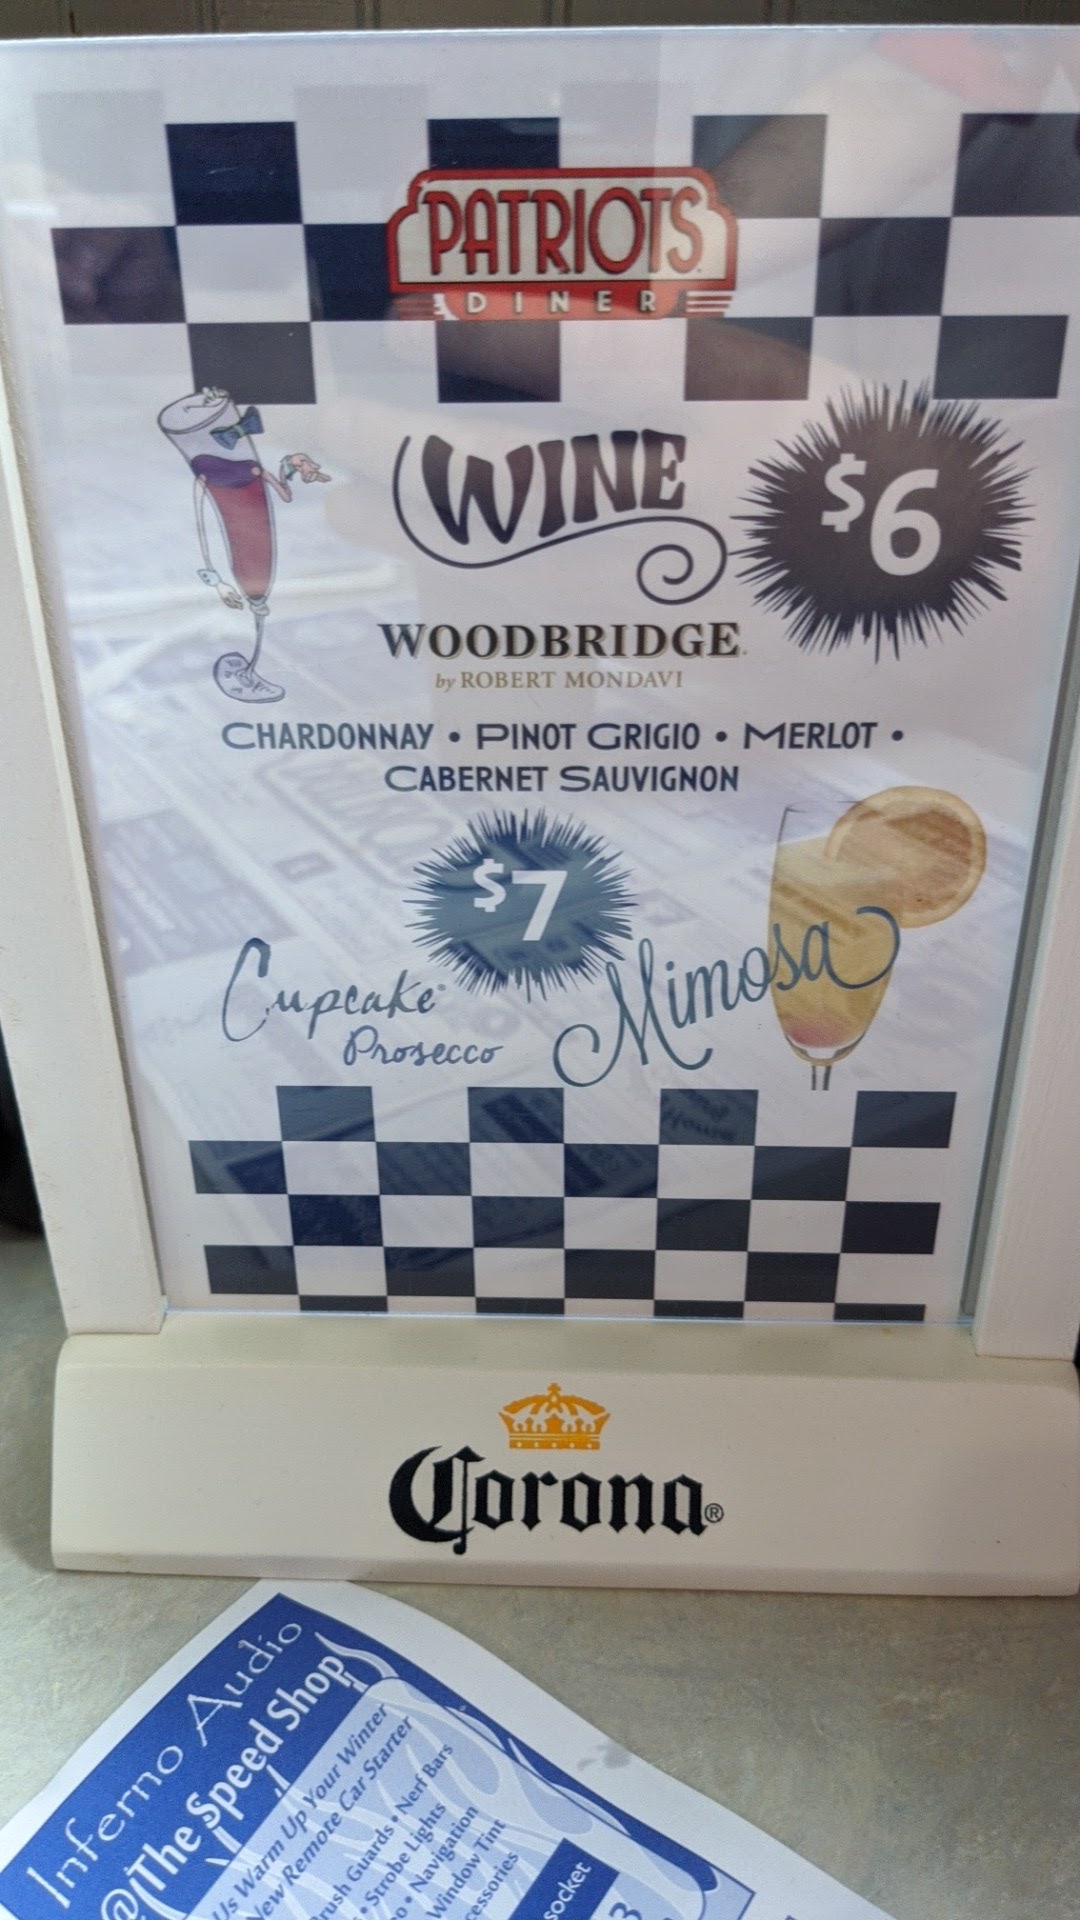 PATRIOTS
DINER
WINE
$6
WOODBRIDGE
by ROBERT MONDAVI
CHARDONNAY • PINOT GRIGIO • MERLOT •
CABERNET SAUVIGNON
$7
Cupcake
Prosecco
Mimosa
Corona®
Inferno Audio
@The Speed Shop
Us Warm Up Your Winter
New Remote Car Starter
Guards • Nerf Bars
• Strobe Lights
• Navigation
Window Tint